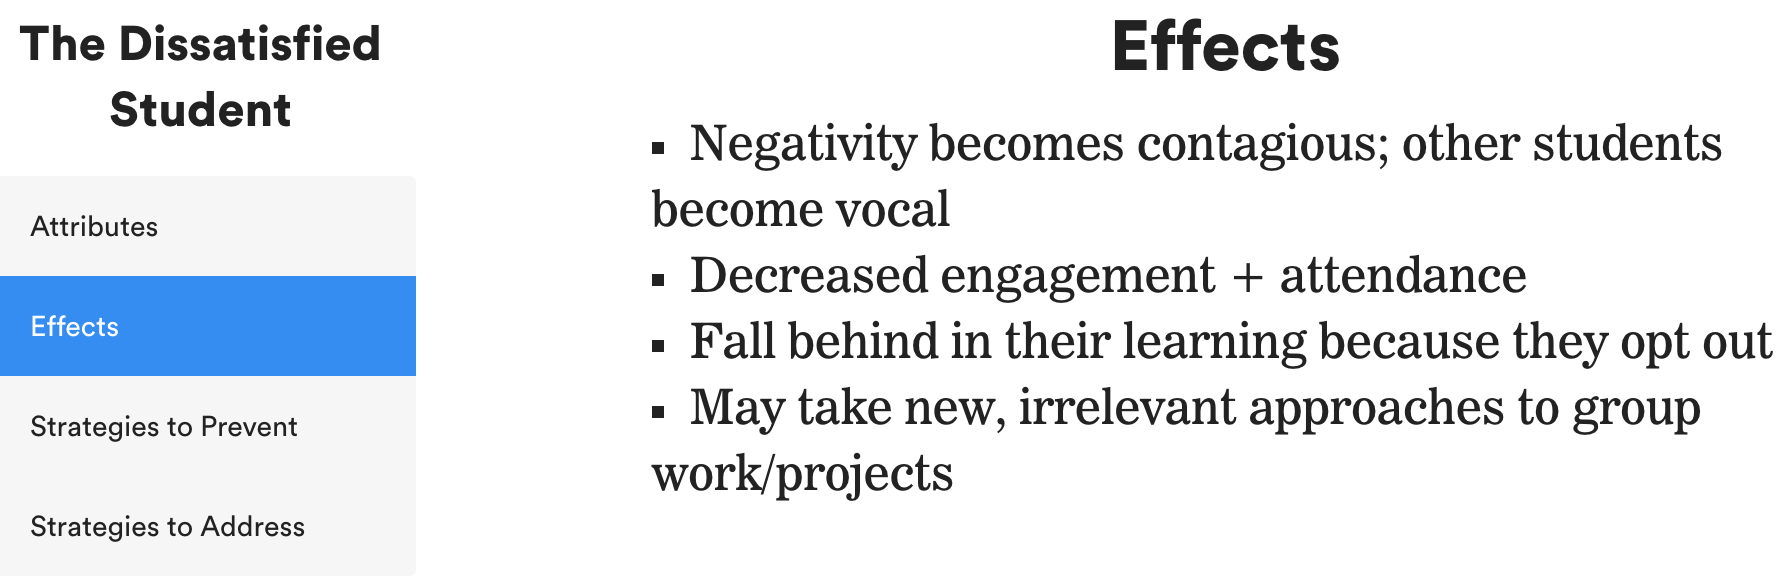 The Dissatisfied
Student
Attributes
Effects
Strategies to Prevent
Strategies to Address
Effects
▪ Negativity becomes contagious; other students
become vocal
▪ Decreased engagement + attendance
▪ Fall behind in their learning because they opt out
▪ May take new, irrelevant approaches to group
work/projects